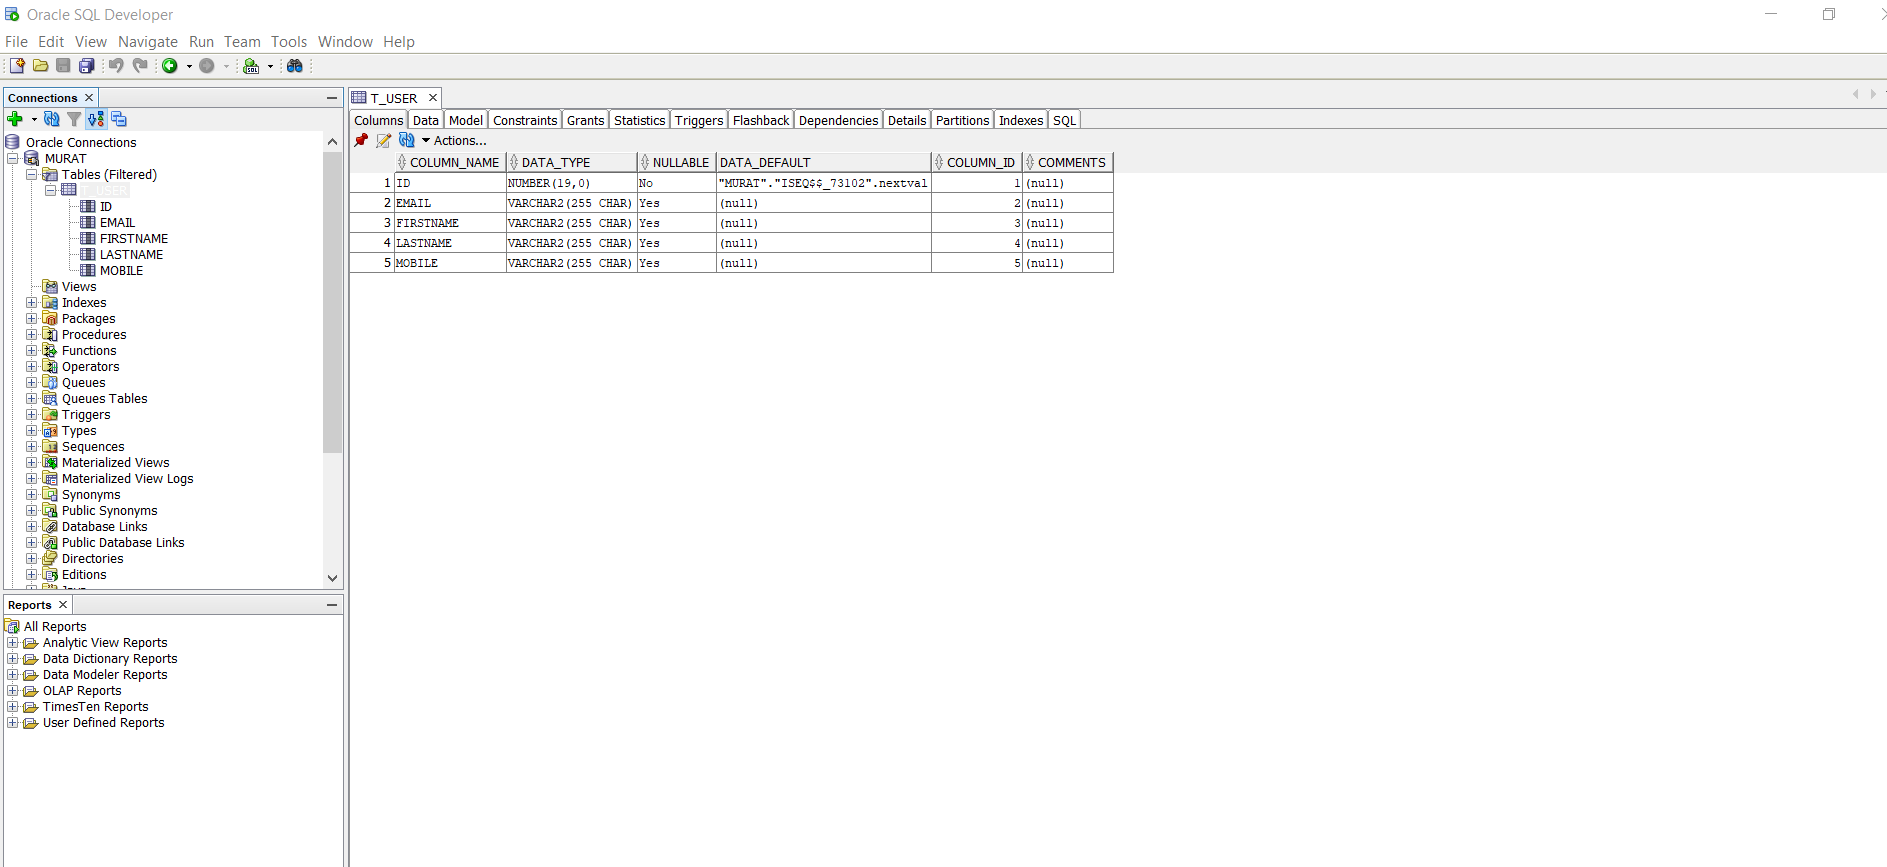 Oracle SQL Developer
File Edit View Navigate Run Team Tools Window Help
Connections
Oracle Connections
MURAT
Tables (Filtered)
T_USER
ID
EMAIL
FIRSTNAME
LASTNAME
MOBILE
Views
Indexes
Packages
Procedures
Functions
Operators
Queues
Queues Tables
Triggers
Types
Sequences
Materialized Views
Materialized View Logs
Synonyms
Public Synonyms
Database Links
Public Database Links
Directories
Editions
Reports
All Reports
Analytic View Reports
Data Dictionary Reports
Data Modeler Reports
OLAP Reports
TimesTen Reports
User Defined Reports
T_USER
Columns Data Model Constraints Grants Statistics Triggers Flashback Dependencies Details Partitions Indexes SQL
Actions...
COLUMN_NAME DATA_TYPE NULLABLE DATA_DEFAULT COLUMN_ID COMMENTS
1 ID NUMBER(19,0) No "MURAT"."ISEQ$$_73102".nextval 1 (null)
2 EMAIL VARCHAR2(255 CHAR) Yes (null) 2 (null)
3 FIRSTNAME VARCHAR2(255 CHAR) Yes (null) 3 (null)
4 LASTNAME VARCHAR2(255 CHAR) Yes (null) 4 (null)
5 MOBILE VARCHAR2(255 CHAR) Yes (null) 5 (null)